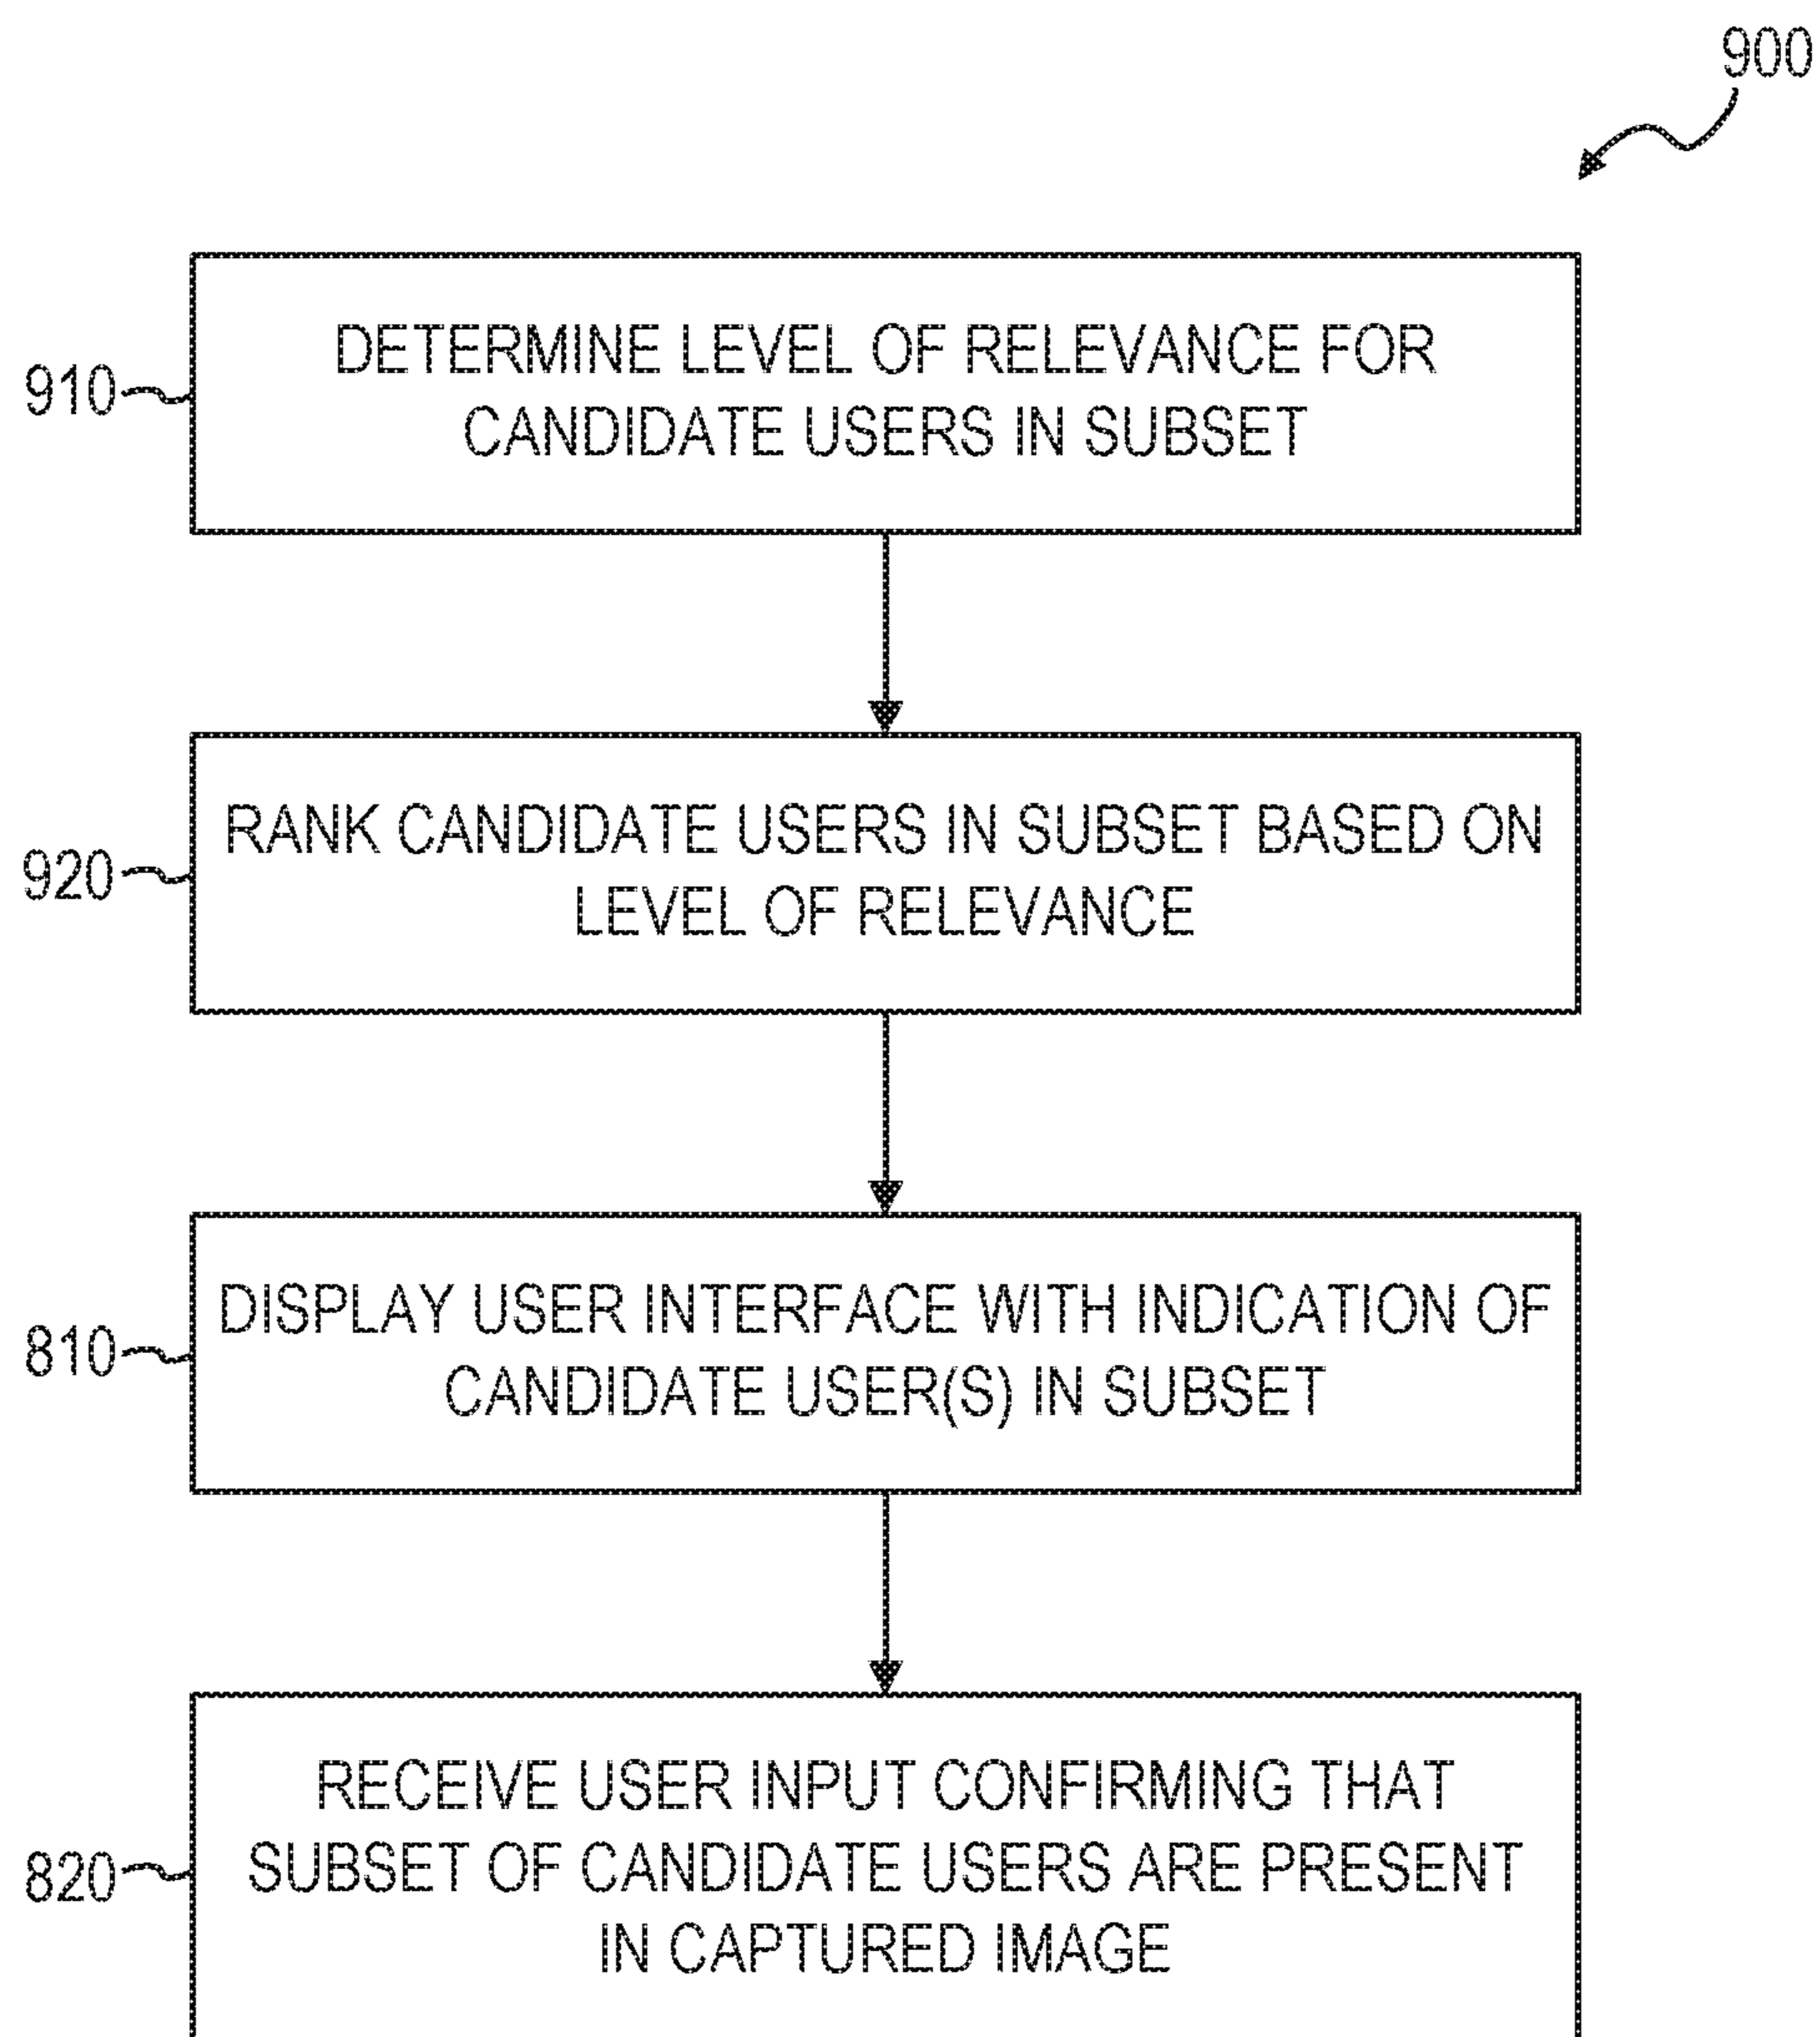 900
910
DETERMINE LEVEL OF RELEVANCE FOR
CANDIDATE USERS IN SUBSET
920
RANK CANDIDATE USERS IN SUBSET BASED ON
LEVEL OF RELEVANCE
810
DISPLAY USER INTERFACE WITH INDICATION OF
CANDIDATE USER(S) IN SUBSET
820
RECEIVE USER INPUT CONFIRMING THAT
SUBSET OF CANDIDATE USERS ARE PRESENT
IN CAPTURED IMAGE